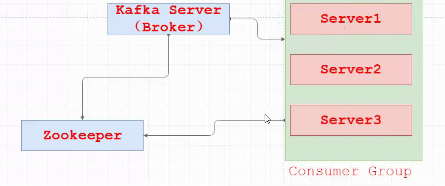 Kafka Server
（Broker）
Server1
Server2
Server3
Zookeeper
Consumer Group